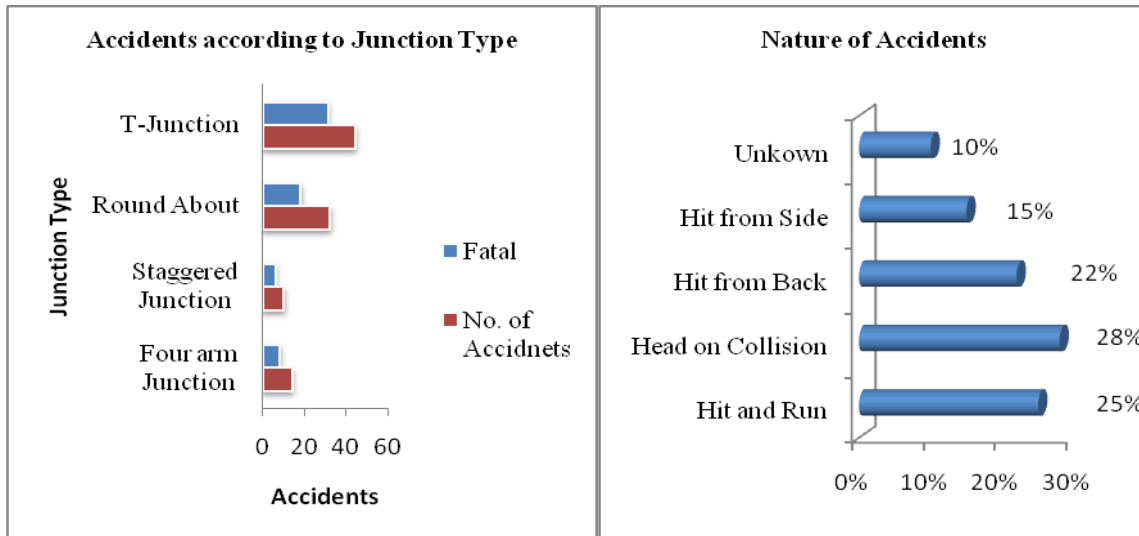 Accidents according to Junction Type
Junction Type
T-Junction
Round About
Staggered
Junction
Four arm
Junction
Fatal
No. of
Accidnets
0 20 40 60
Accidents
Nature of Accidents
Unkown
10%
Hit from Side
15%
Hit from Back
22%
Head on Collision
28%
Hit and Run
25%
0% 10% 20% 30%